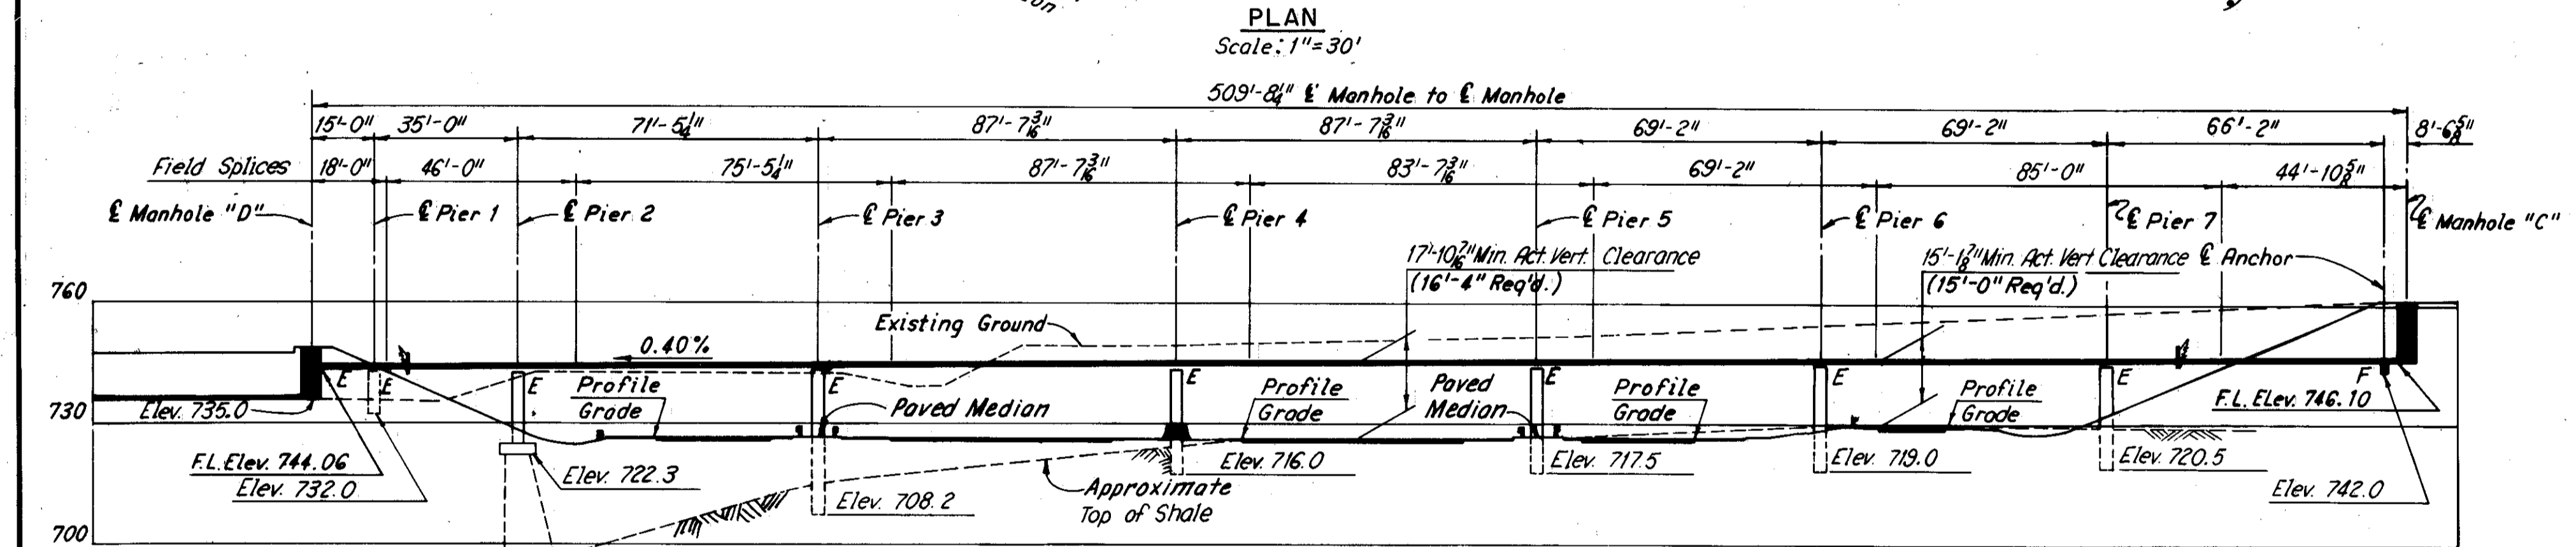 PLAN
Scale: 1"=30'
509'-8¼" ℄ Manhole to ℄ Manhole
15'-0" 35'-0" 71'-5¼" 87'-7 3/16" 87'-7 3/16" 69'-2" 69'-2" 66'-2" 8'-6⅝"
Field Splices 18'-0" 46'-0" 75'-5¼" 87'-7 3/16" 83'-7 3/16" 69'-2" 85'-0" 44'-10⅝"
℄ Manhole "D" ℄ Pier 1 ℄ Pier 2 ℄ Pier 3 ℄ Pier 4 ℄ Pier 5 ℄ Pier 6 ℄ Pier 7 ℄ Manhole "C"
17'-10 7/16" Min. Act. Vert. Clearance
(16'-4" Req'd.)
15'-1⅞" Min. Act. Vert Clearance ℄ Anchor
(15'-0" Req'd.)
760
Existing Ground
0.40%
E E E E E E E E F
Profile Grade
Paved Median
Profile Grade
Paved Median
Profile Grade
Profile Grade
F.L. Elev. 746.10
730
Elev. 735.0
F.L. Elev. 744.06
Elev. 732.0
Elev. 722.3
Elev. 708.2
Approximate
Top of Shale
Elev. 716.0
Elev. 717.5
Elev. 719.0
Elev. 720.5
Elev. 742.0
700